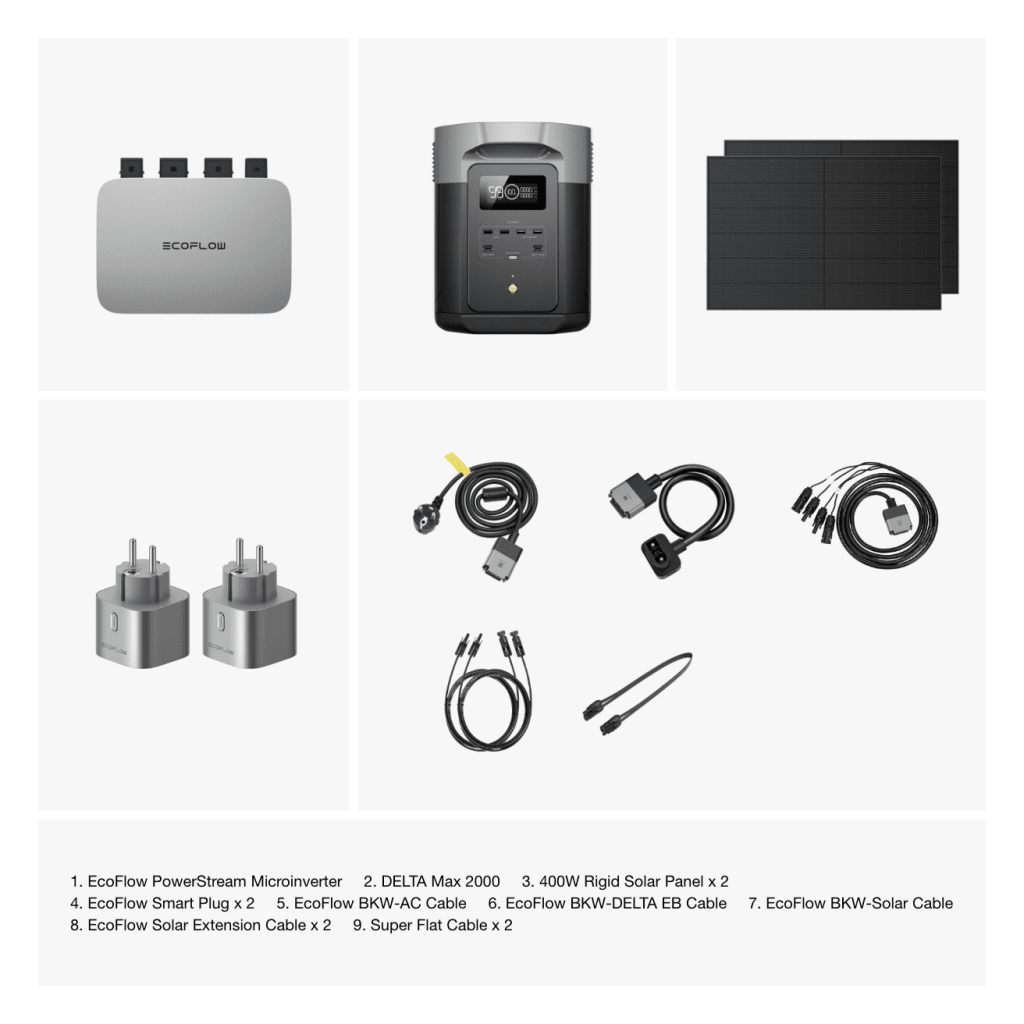 ECOFLOW
ECOFLOW
ECOFLOW
1. EcoFlow PowerStream Microinverter 2. DELTA Max 2000 3. 400W Rigid Solar Panel x 2
4. EcoFlow Smart Plug x 2 5. EcoFlow BKW-AC Cable 6. EcoFlow BKW-DELTA EB Cable 7. EcoFlow BKW-Solar Cable
8. EcoFlow Solar Extension Cable x 2 9. Super Flat Cable x 2